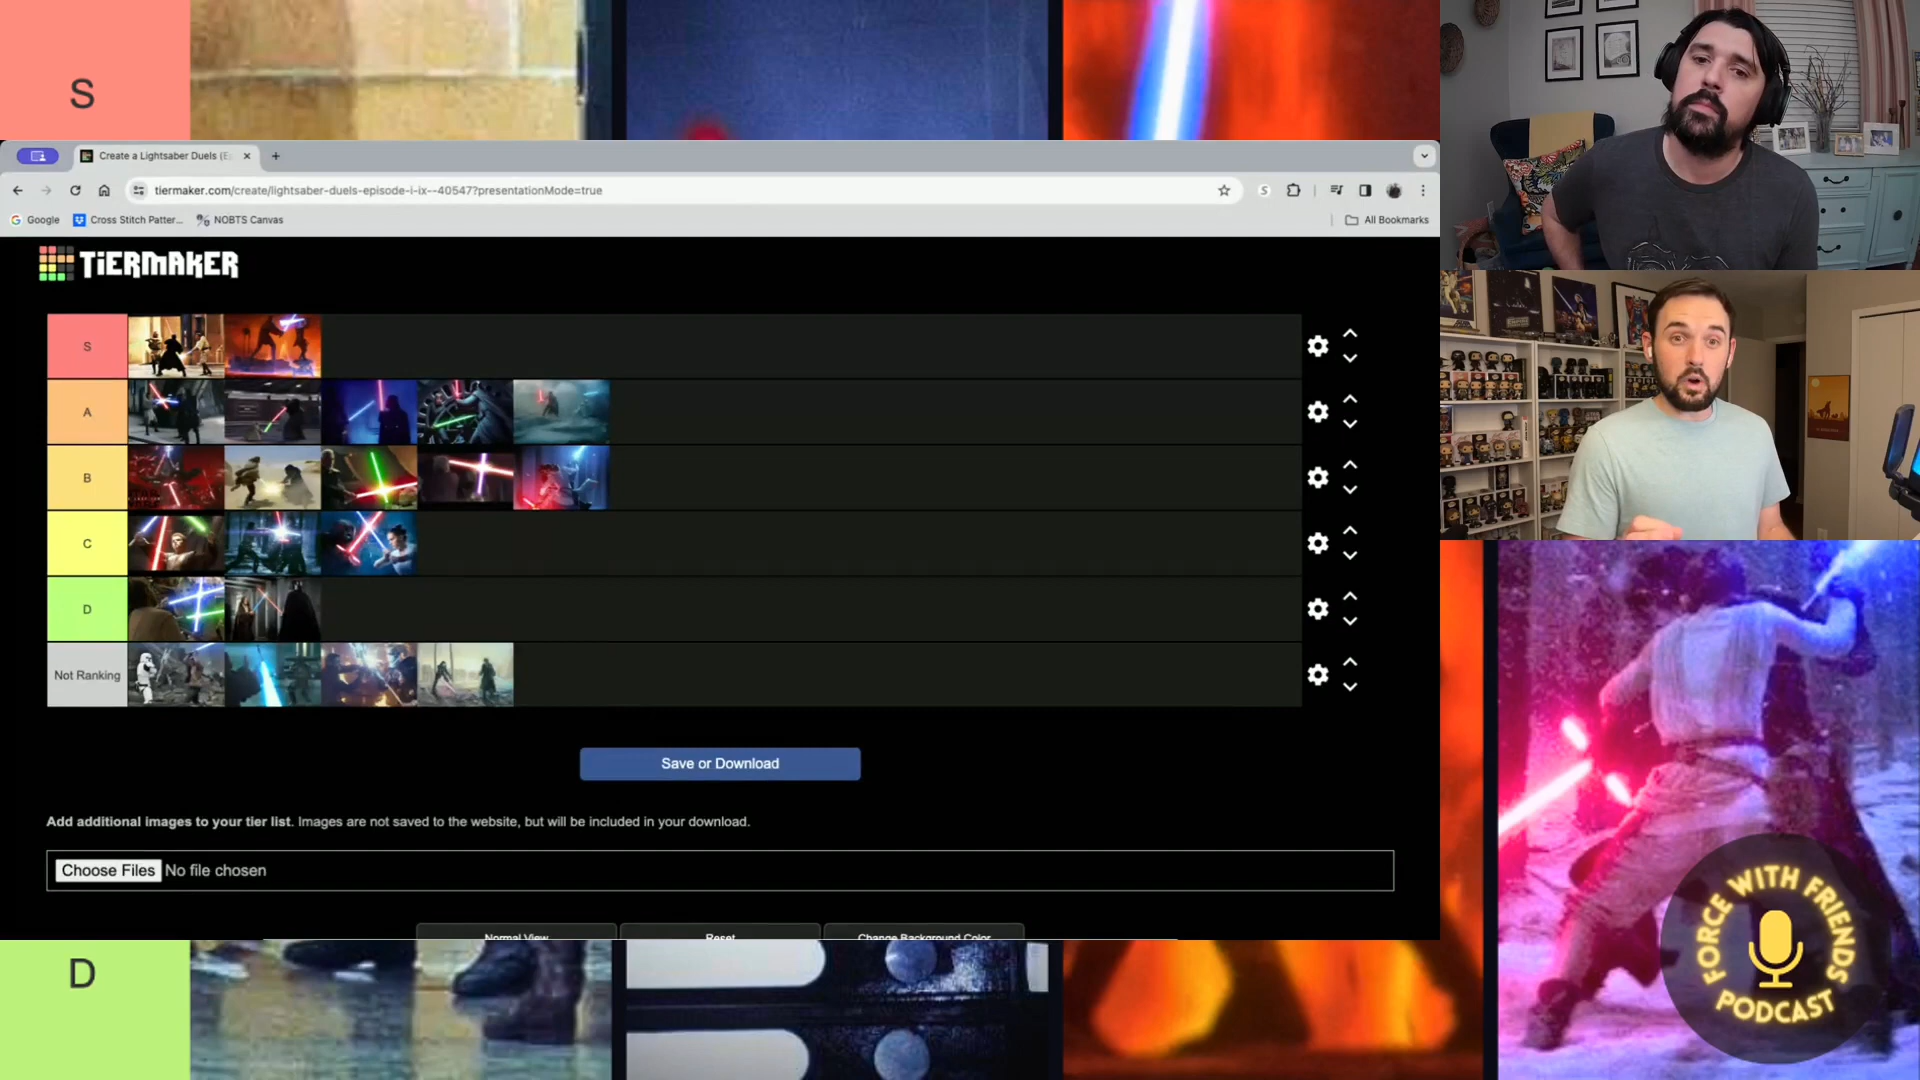 S
Create a Lightsaber Duels (E
tiermaker.com/create/lightsaber-duels-episode-i-ix--40547?presentationMode=true
Google
Cross Stitch Patter...
NOBTS Canvas
All Bookmarks
TiERMAKER
S
A
B
C
D
Not Ranking
Save or Download
Add additional images to your tier list. Images are not saved to the website, but will be included in your download.
Choose Files No file chosen
Normal View
Reset
Change Background Color
D
FORCE WITH FRIENDS
PODCAST